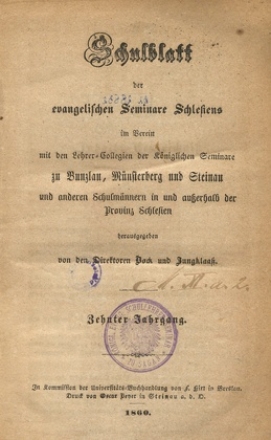 Schulblatt
der
evangelischen Seminare Schlesiens
im Verein
mit den Lehrer-Collegien der Königlichen Seminare
zu Bunzlau, Münsterberg und Steinau
und anderen Schulmännern in und außerhalb der
Provinz Schlesien
herausgegeben
von den Direktoren Bock und Jungklaaß.
Zehnter Jahrgang.
In Kommission der Universitäts-Buchhandlung von F. Hirt in Breslau.
Druck von Oscar Peyer in Steinau a. d. O.
1860.